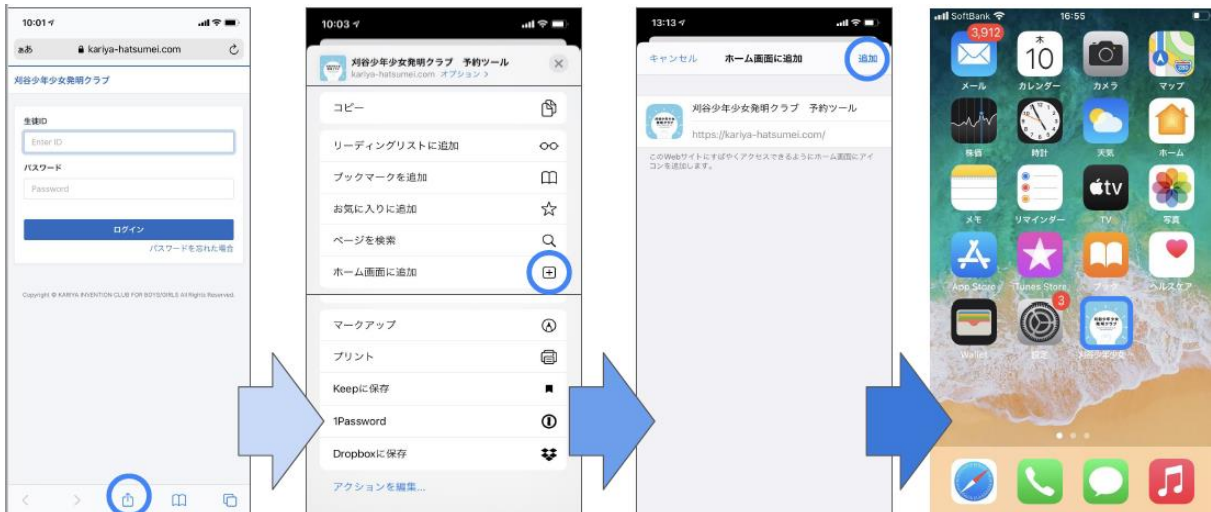 10:01
ああ
kariya-hatsumei.com
刈谷少年少女発明クラブ
生徒ID
Enter ID
パスワード
Password
ログイン
パスワードを忘れた場合
Copyright © KARIYA INVENTION CLUB FOR BOYS/GIRLS All Rights Reserved.
10:03
刈谷少年少女発明クラブ 予約ツール
kariya-hatsumei.com オプション >
コピー
リーディングリストに追加
ブックマークを追加
お気に入りに追加
ページを検索
ホーム画面に追加
マークアップ
プリント
Keepに保存
1Password
Dropboxに保存
アクションを編集...
13:13
キャンセル ホーム画面に追加 追加
刈谷少年少女発明クラブ 予約ツール
https://kariya-hatsumei.com/
このWebサイトにすばやくアクセスできるようにホーム画面にアイ
コンを追加します。
SoftBank 16:55
3,912
木
10
メール カレンダー カメラ マップ
株価 時計 天気 ホーム
tv
メモ リマインダー TV 写真
App Store iTunes Store ブック ヘルスケア
3
Wallet 設定 刈谷少年少女